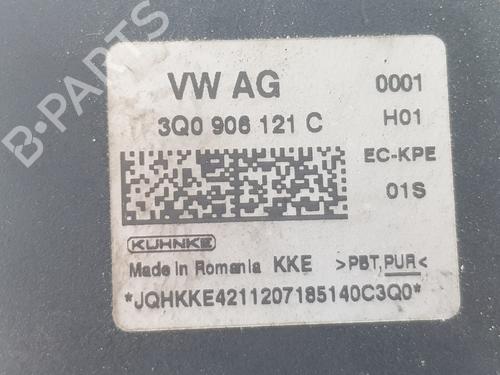 B-PARTS
VW AG 0001
3Q0 906 121 C H01
EC-KPE
01S
KUHNKE
Made in Romania KKE >PBT,PUR<
*JQHKKE4211207185140C3Q0*